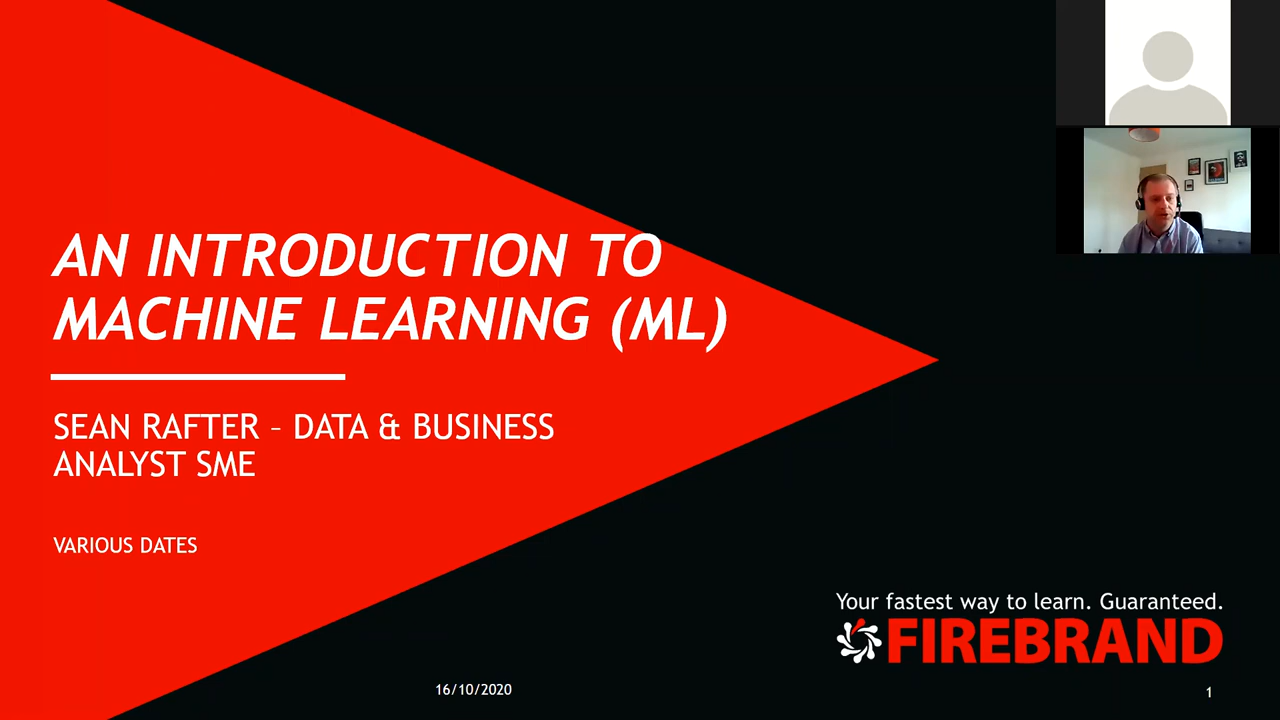 AN INTRODUCTION TO
MACHINE LEARNING (ML)
SEAN RAFTER – DATA & BUSINESS
ANALYST SME
VARIOUS DATES
Your fastest way to learn. Guaranteed.
FIREBRAND
16/10/2020
1